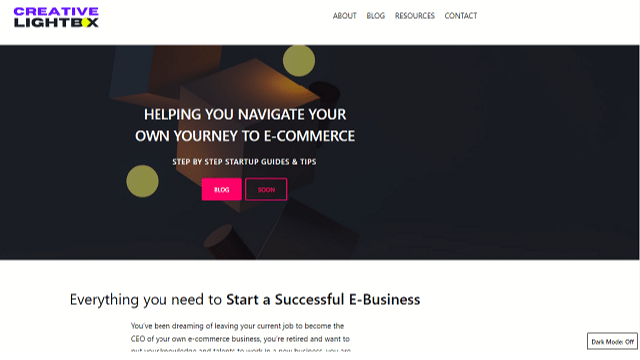 CREATIVE
LIGHTBOX
ABOUT BLOG RESOURCES CONTACT
HELPING YOU NAVIGATE YOUR
OWN YOURNEY TO E-COMMERCE
STEP BY STEP STARTUP GUIDES & TIPS
BLOG SOON
Everything you need to Start a Successful E-Business
You've been dreaming of leaving your current job to become the
CEO of your own e-commerce business, you're retired and want to
put your knowledge and talents to work in a new business, you are
Dark Mode: Off